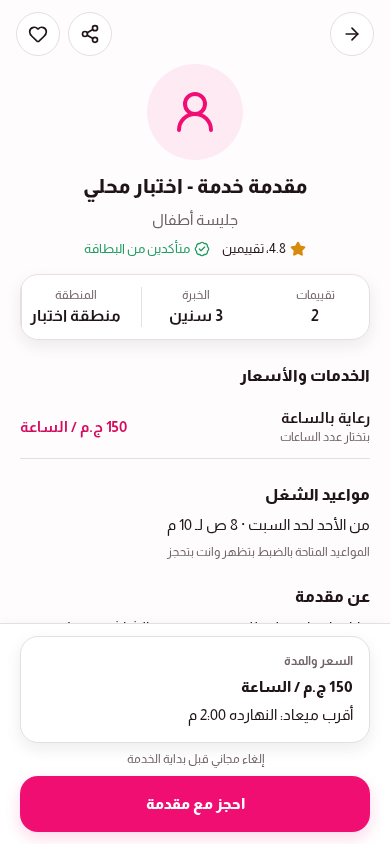 مقدمة خدمة - اختبار محلي
جليسة أطفال
4.8، تقييمين
متأكدين من البطاقة
تقييمات
2
الخبرة
3 سنين
المنطقة
منطقة اختبار
الخدمات والأسعار
رعاية بالساعة
بتختار عدد الساعات
150 ج.م / الساعة
مواعيد الشغل
من الأحد لحد السبت · 8 ص لـ 10 م
المواعيد المتاحة بالضبط بتظهر وانت بتحجز
عن مقدمة
السعر والمدة
150 ج.م / الساعة
أقرب ميعاد: النهارده 2:00 م
إلغاء مجاني قبل بداية الخدمة
احجز مع مقدمة